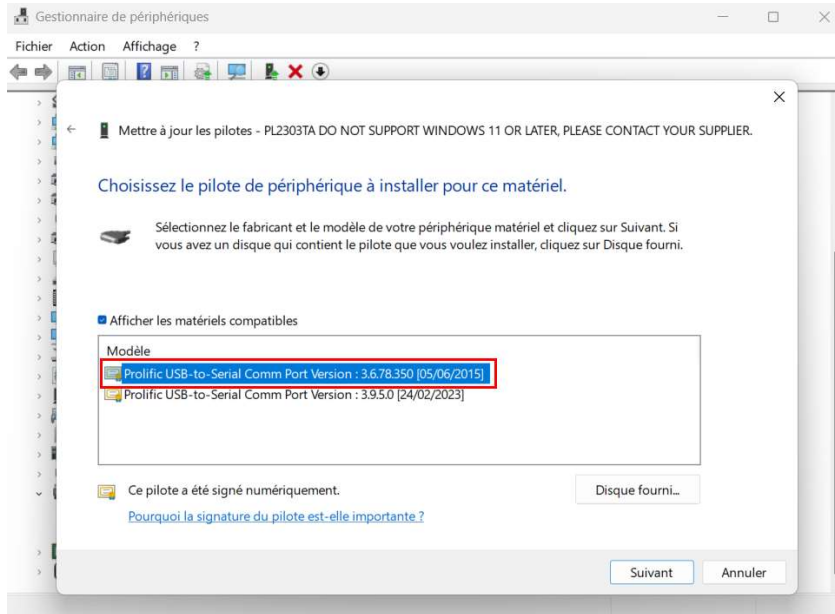 Gestionnaire de périphériques
Fichier Action Affichage ?
Mettre à jour les pilotes - PL2303TA DO NOT SUPPORT WINDOWS 11 OR LATER, PLEASE CONTACT YOUR SUPPLIER.
Choisissez le pilote de périphérique à installer pour ce matériel.
Sélectionnez le fabricant et le modèle de votre périphérique matériel et cliquez sur Suivant. Si
vous avez un disque qui contient le pilote que vous voulez installer, cliquez sur Disque fourni.
Afficher les matériels compatibles
Modèle
Prolific USB-to-Serial Comm Port Version : 3.6.78.350 [05/06/2015]
Prolific USB-to-Serial Comm Port Version : 3.9.5.0 [24/02/2023]
Ce pilote a été signé numériquement.
Disque fourni...
Pourquoi la signature du pilote est-elle importante ?
Suivant Annuler